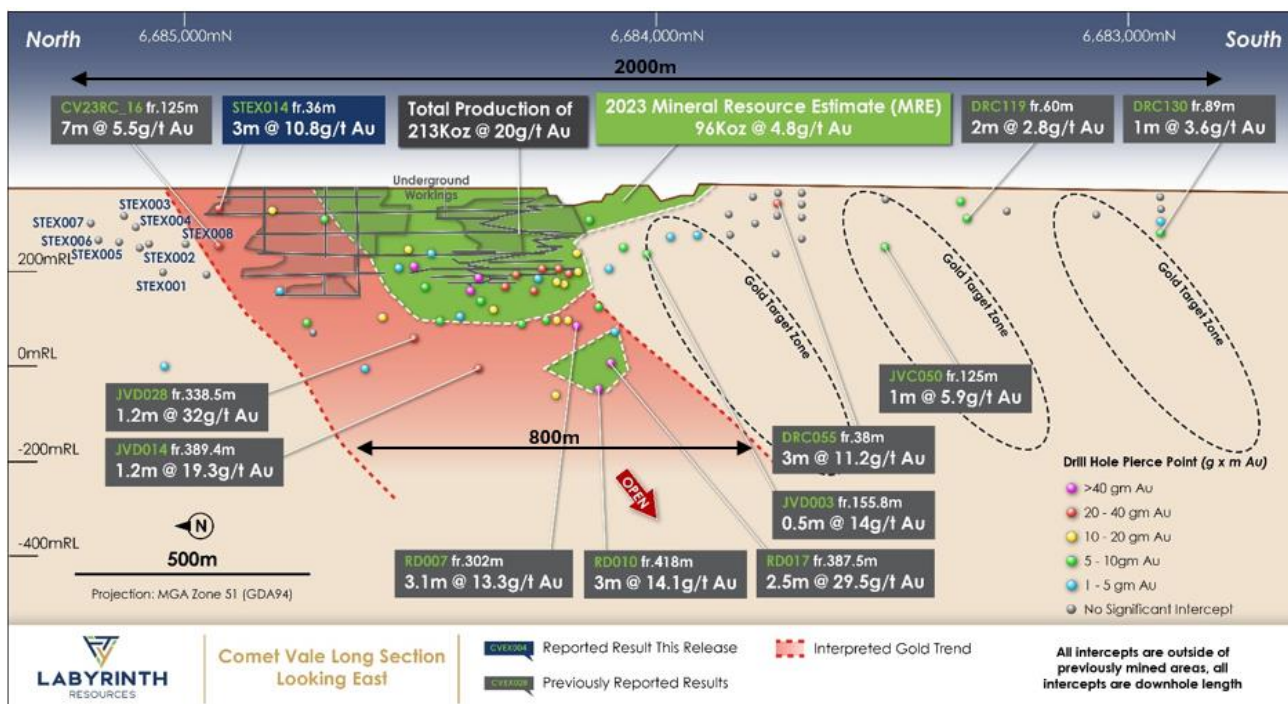 North
6,685,000mN
6,684,000mN
6,683,000mN
South
2000m
CV23RC_16 fr.125m
7m @ 5.5g/t Au
STEX014 fr.36m
3m @ 10.8g/t Au
Total Production of
213Koz @ 20g/t Au
2023 Mineral Resource Estimate (MRE)
96Koz @ 4.8g/t Au
DRC119 fr.60m
2m @ 2.8g/t Au
DRC130 fr.89m
1m @ 3.6g/t Au
Underground
Workings
STEX003
STEX007
STEX004
STEX008
STEX006
STEX005
STEX002
STEX001
200mRL
0mRL
-200mRL
-400mRL
Gold Target Zone
Gold Target Zone
Gold Target Zone
JVD028 fr.338.5m
1.2m @ 32g/t Au
JVD014 fr.389.4m
1.2m @ 19.3g/t Au
JVC050 fr.125m
1m @ 5.9g/t Au
800m
DRC055 fr.38m
3m @ 11.2g/t Au
JVD003 fr.155.8m
0.5m @ 14g/t Au
OPEN
RD007 fr.302m
3.1m @ 13.3g/t Au
RD010 fr.418m
3m @ 14.1g/t Au
RD017 fr.387.5m
2.5m @ 29.5g/t Au
N
500m
Projection: MGA Zone 51 (GDA94)
Drill Hole Pierce Point (g x m Au)
>40 gm Au
20 - 40 gm Au
10 - 20 gm Au
5 - 10gm Au
1 - 5 gm Au
No Significant Intercept
LABYRINTH
RESOURCES
Comet Vale Long Section
Looking East
CVEX004 Reported Result This Release
CVEX028 Previously Reported Results
Interpreted Gold Trend
All intercepts are outside of
previously mined areas, all
intercepts are downhole length